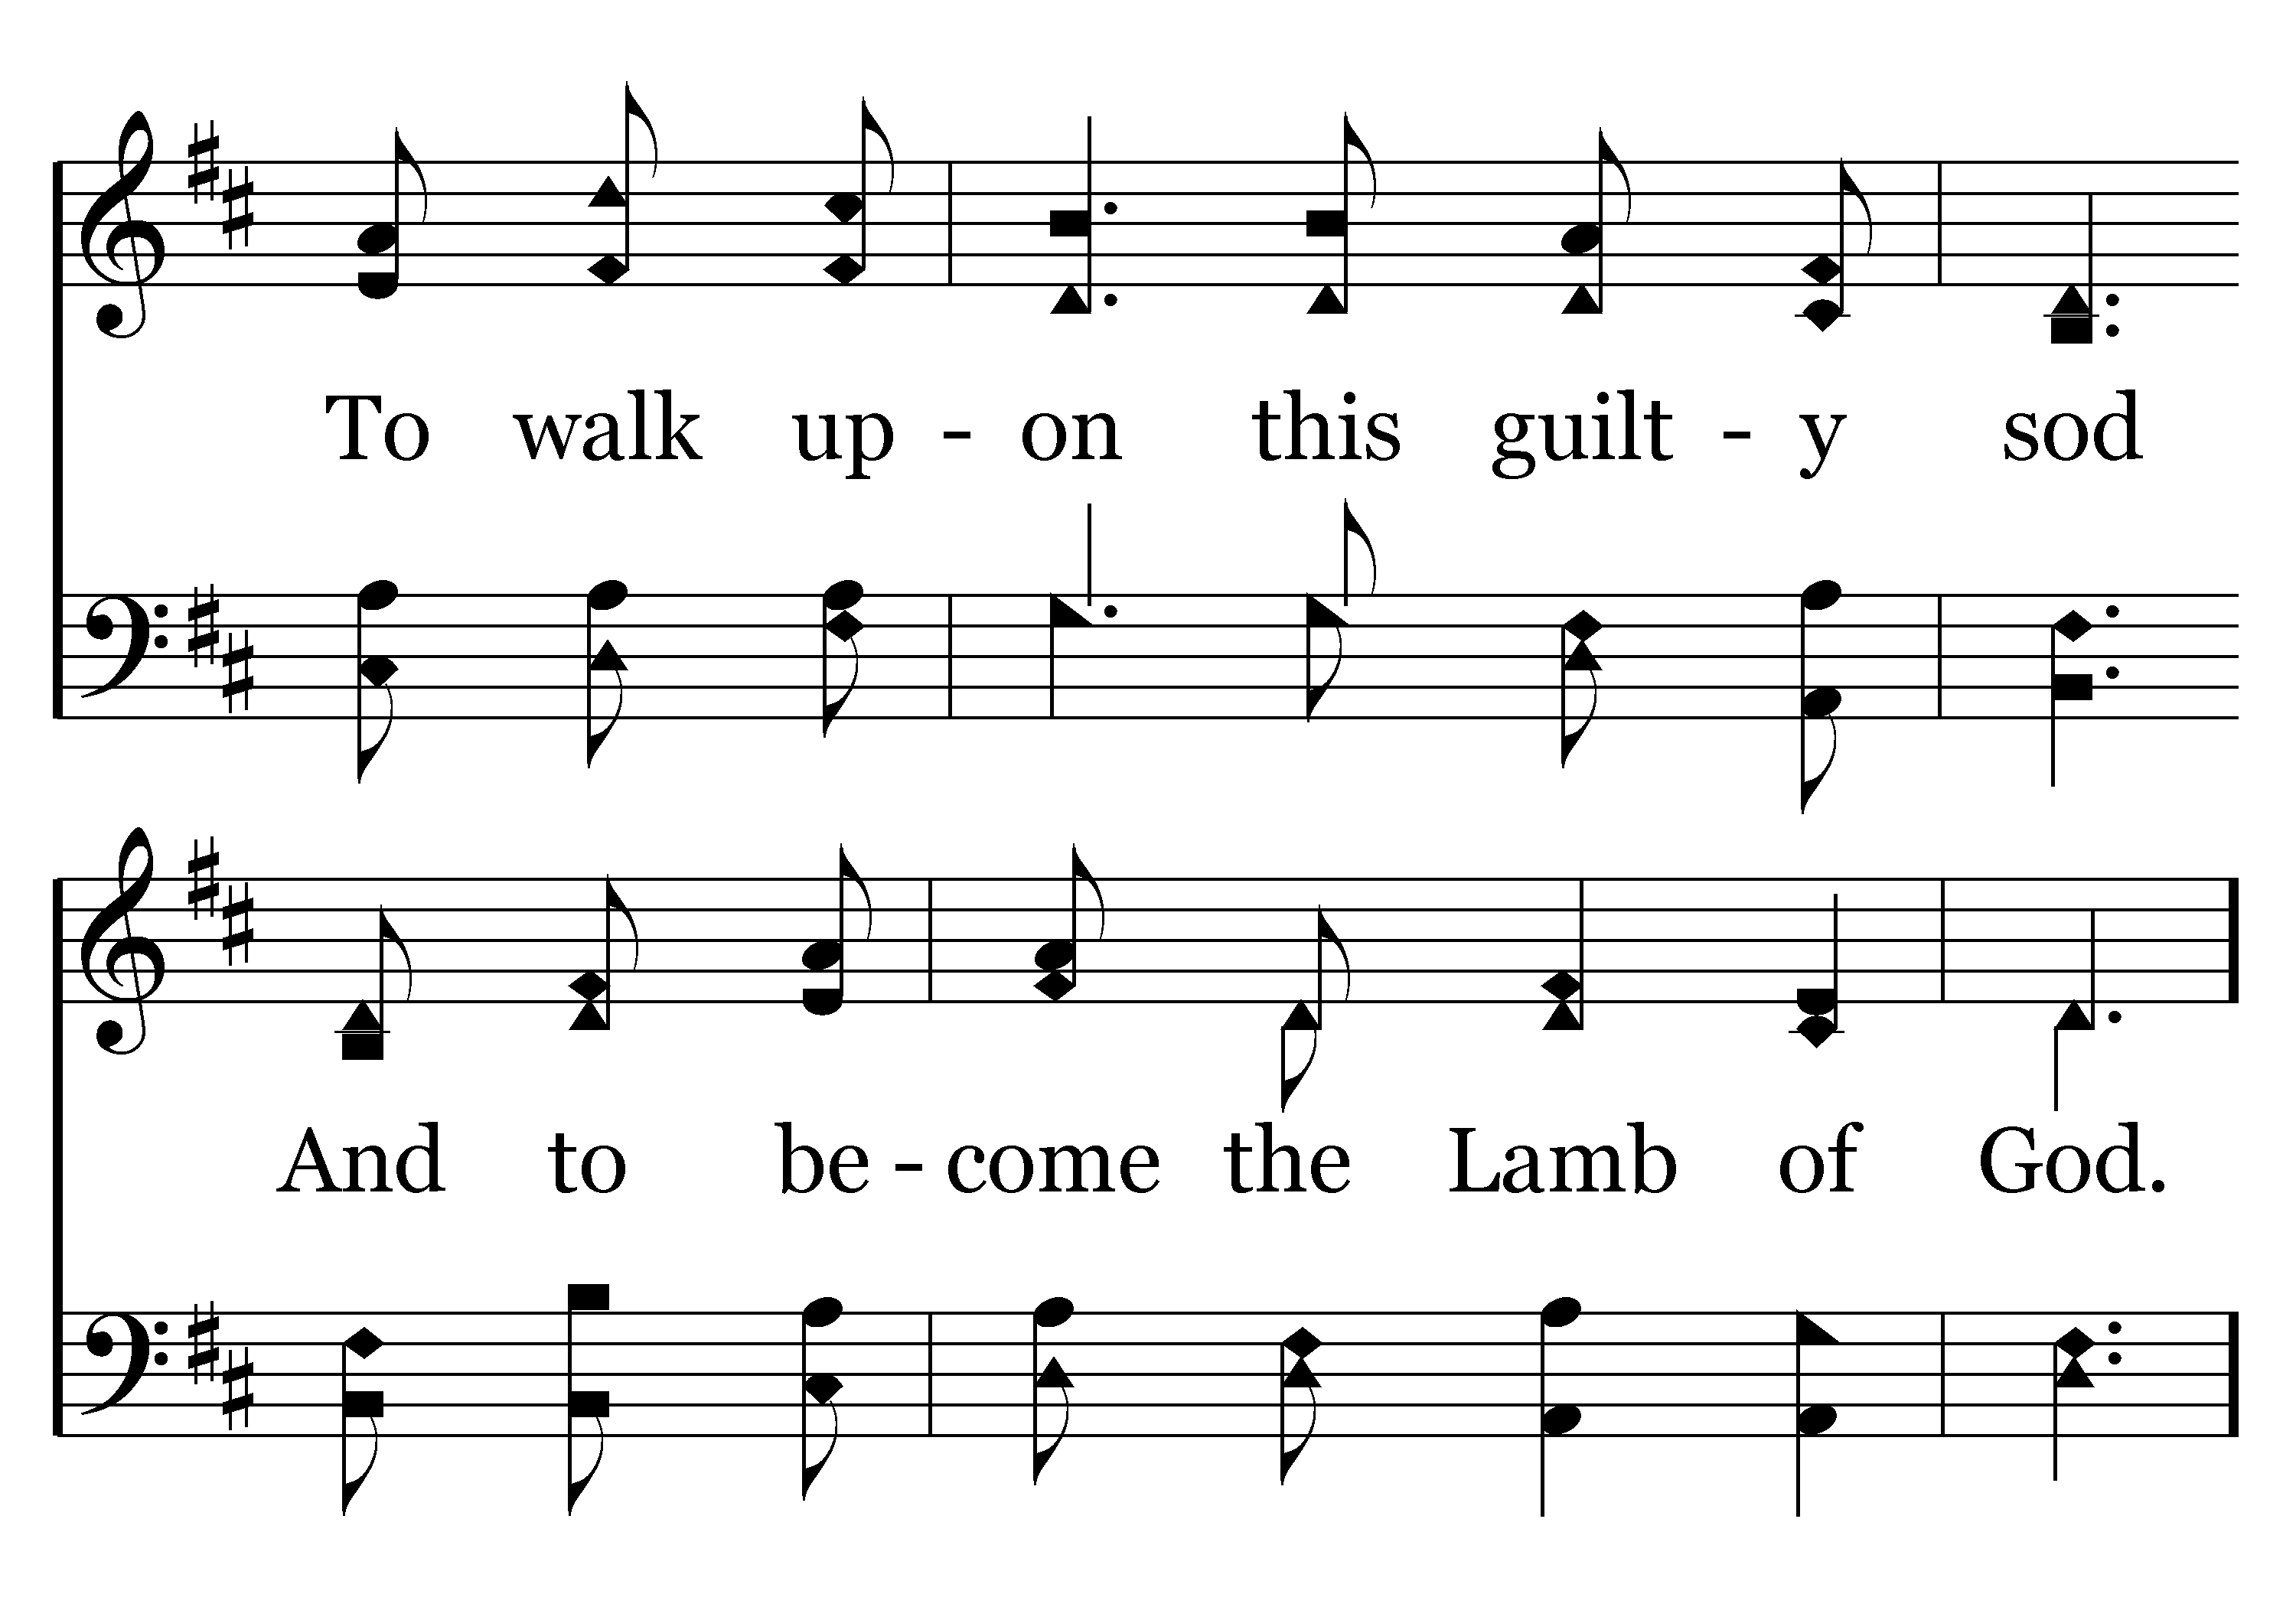 To walk up - on this guilt - y sod
And to be - come the Lamb of God.